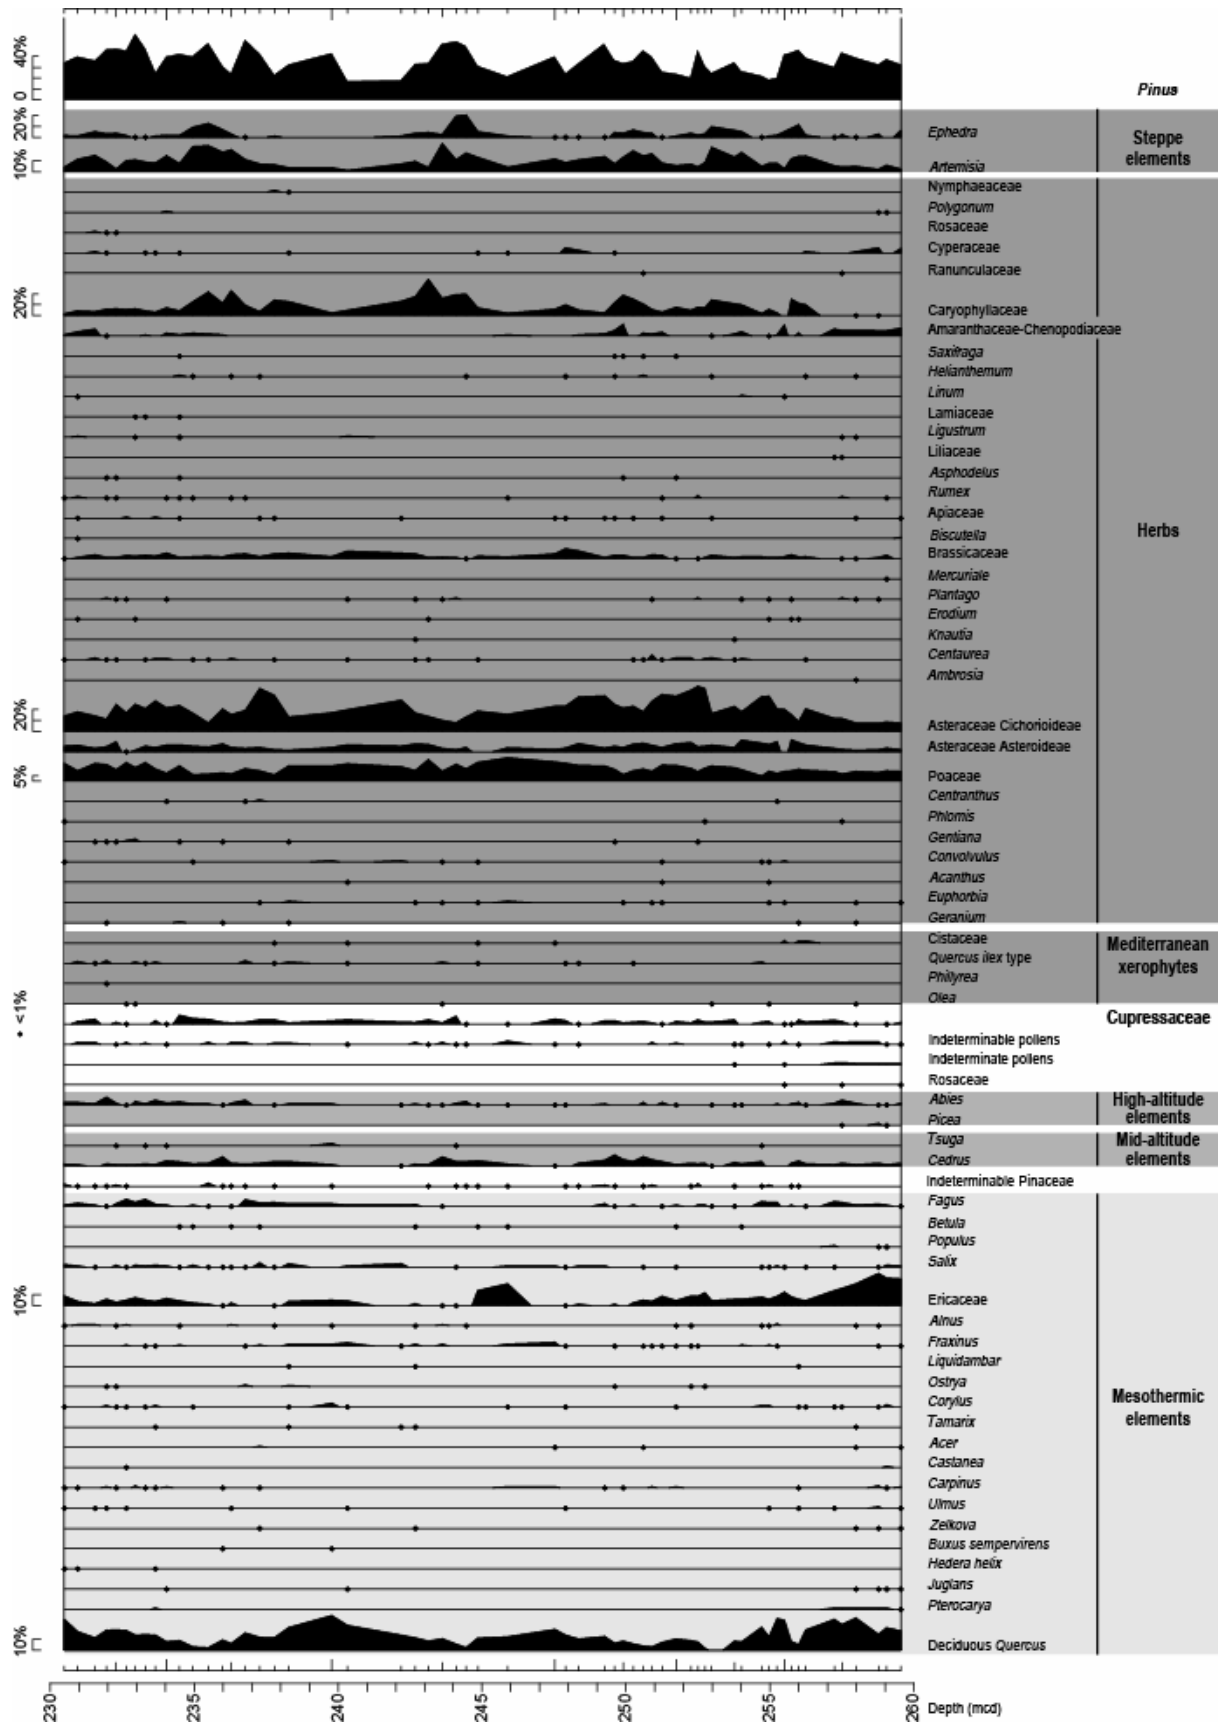 40%
0
Pinus
20%
Ephedra
Steppe
elements
10%
Artemisia
Nymphaeaceae
Polygonum
Rosaceae
Cyperaceae
Ranunculaceae
20%
Caryophyllaceae
Amaranthaceae-Chenopodiaceae
Saxifraga
Helianthemum
Linum
Lamiaceae
Ligustrum
Liliaceae
Asphodelus
Rumex
Apiaceae
Herbs
Biscutella
Brassicaceae
Mercuriale
Plantago
Erodium
Knautia
Centaurea
Ambrosia
20%
Asteraceae Cichorioideae
Asteraceae Asteroideae
5%
Poaceae
Centranthus
Phlomis
Gentiana
Convolvulus
Acanthus
Euphorbia
Geranium
Cistaceae
Mediterranean
xerophytes
Quercus ilex type
Phillyrea
Olea
• <1%
Cupressaceae
Indeterminable pollens
Indeterminate pollens
Rosaceae
Abies
High-altitude
elements
Picea
Tsuga
Mid-altitude
elements
Cedrus
Indeterminable Pinaceae
Fagus
Betula
Populus
Salix
10%
Ericaceae
Alnus
Fraxinus
Liquidambar
Ostrya
Mesothermic
elements
Corylus
Tamarix
Acer
Castanea
Carpinus
Ulmus
Zelkova
Buxus sempervirens
Hedera helix
Juglans
Pterocarya
10%
Deciduous Quercus
230
235
240
245
250
255
260
Depth (mcd)